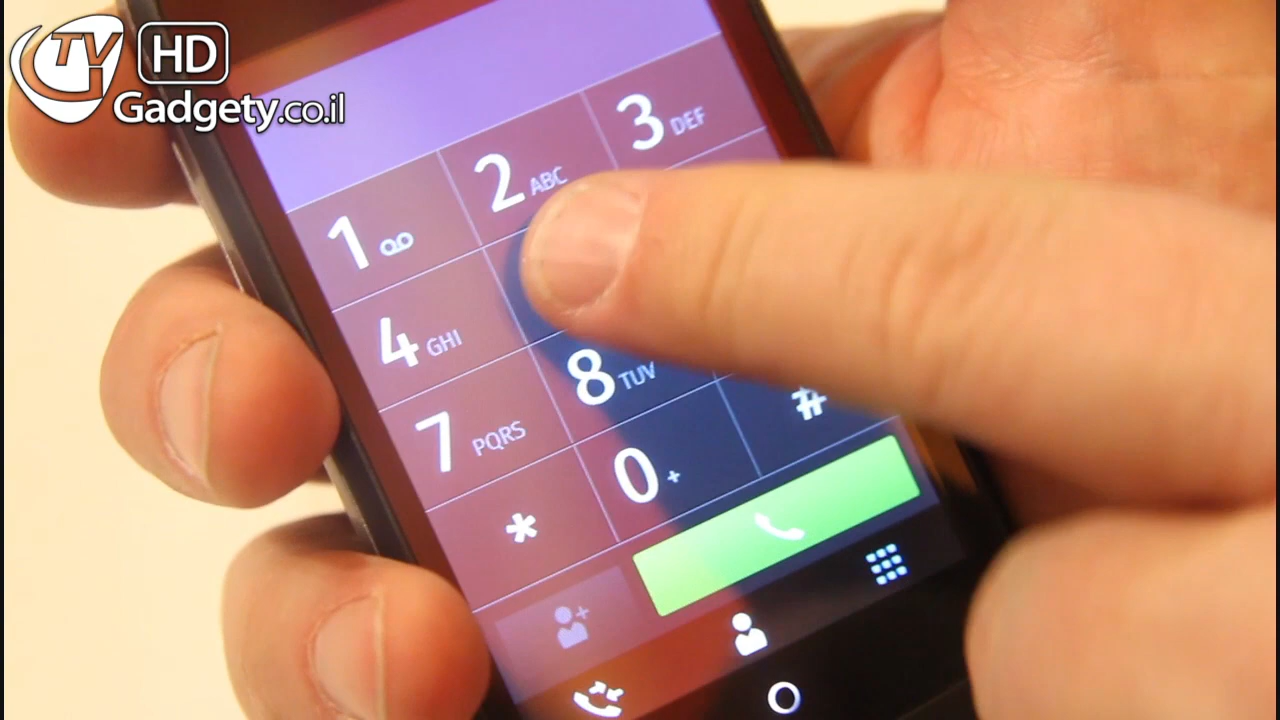 TV HD
Gadgety.co.il
1
2 ABC
3 DEF
4 GHI
7 PQRS
8 TUV
*
0 +
#